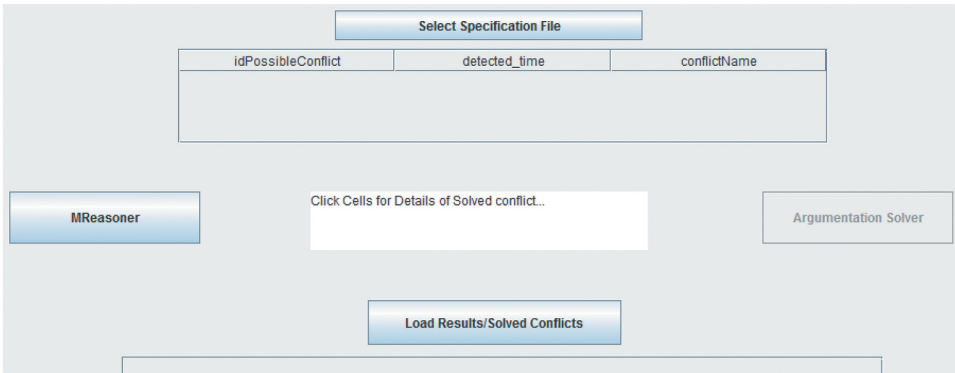 Select Specification File
idPossibleConflict detected_time conflictName
MReasoner
Click Cells for Details of Solved conflict...
Argumentation Solver
Load Results/Solved Conflicts